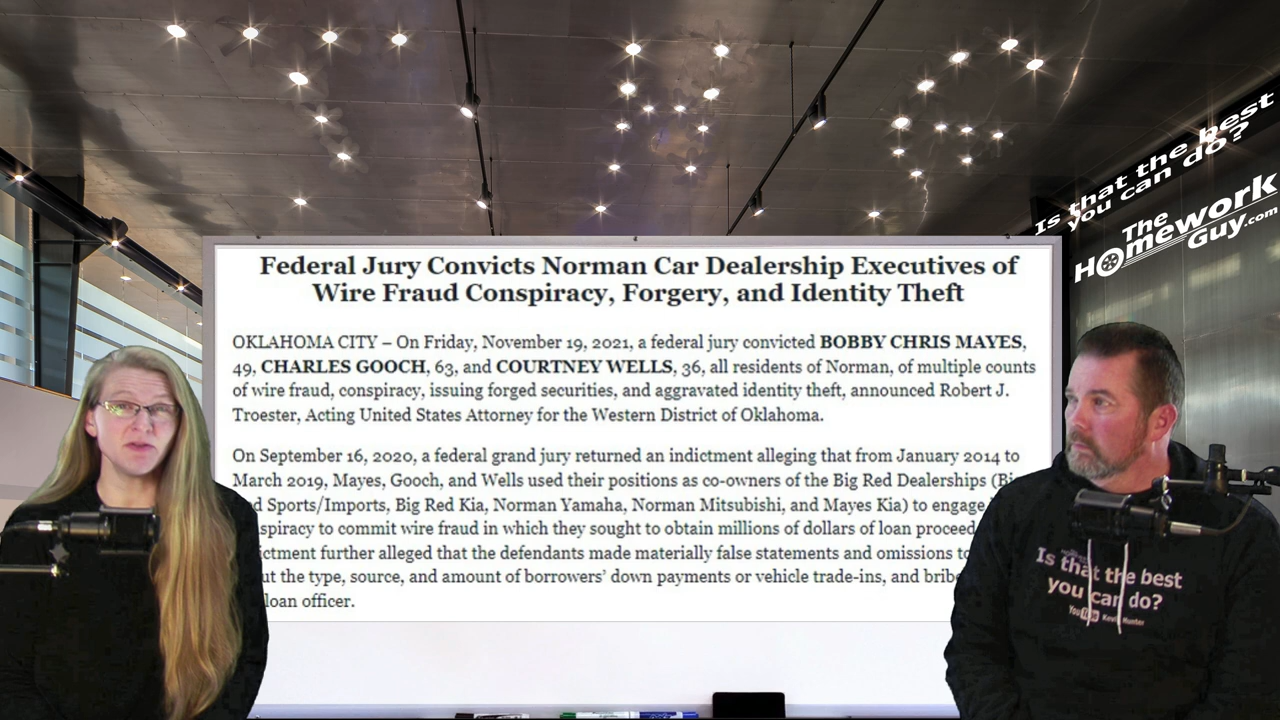 Is that the best
you can do?
The
Homework
Guy.com
Federal Jury Convicts Norman Car Dealership Executives of
Wire Fraud Conspiracy, Forgery, and Identity Theft
OKLAHOMA CITY – On Friday, November 19, 2021, a federal jury convicted BOBBY CHRIS MAYES,
49, CHARLES GOOCH, 63, and COURTNEY WELLS, 36, all residents of Norman, of multiple counts
of wire fraud, conspiracy, issuing forged securities, and aggravated identity theft, announced Robert J.
Troester, Acting United States Attorney for the Western District of Oklahoma.
On September 16, 2020, a federal grand jury returned an indictment alleging that from January 2014 to
March 2019, Mayes, Gooch, and Wells used their positions as co-owners of the Big Red Dealerships
Sports/Imports, Big Red Kia, Norman Yamaha, Norman Mitsubishi, and Mayes Kia) to engage
to commit wire fraud in which they sought to obtain millions of dollars of loan
further alleged that the defendants made materially false statements and omissions to
the type, source, and amount of borrowers' down payments or vehicle trade-ins, and
loan officer.
Is that the best
you can do?
YouTube Kevin Hunter